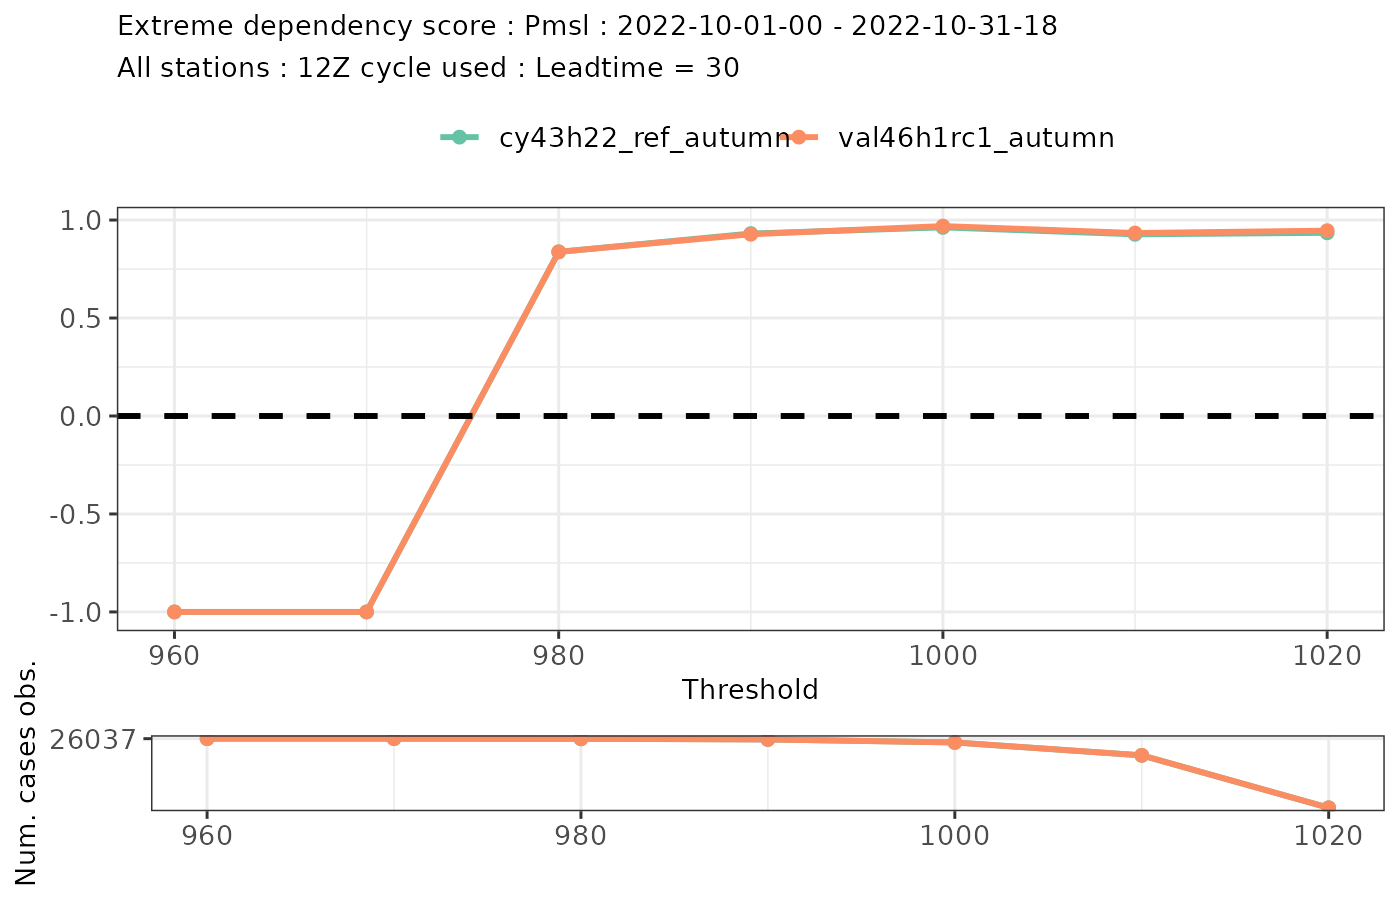 Extreme dependency score : Pmsl : 2022-10-01-00 - 2022-10-31-18
All stations : 12Z cycle used : Leadtime = 30
cy43h22_ref_autumn val46h1rc1_autumn
1.0
0.5
0.0
-0.5
-1.0
960 980 1000 1020
Threshold
Num. cases obs.
26037
960 980 1000 1020